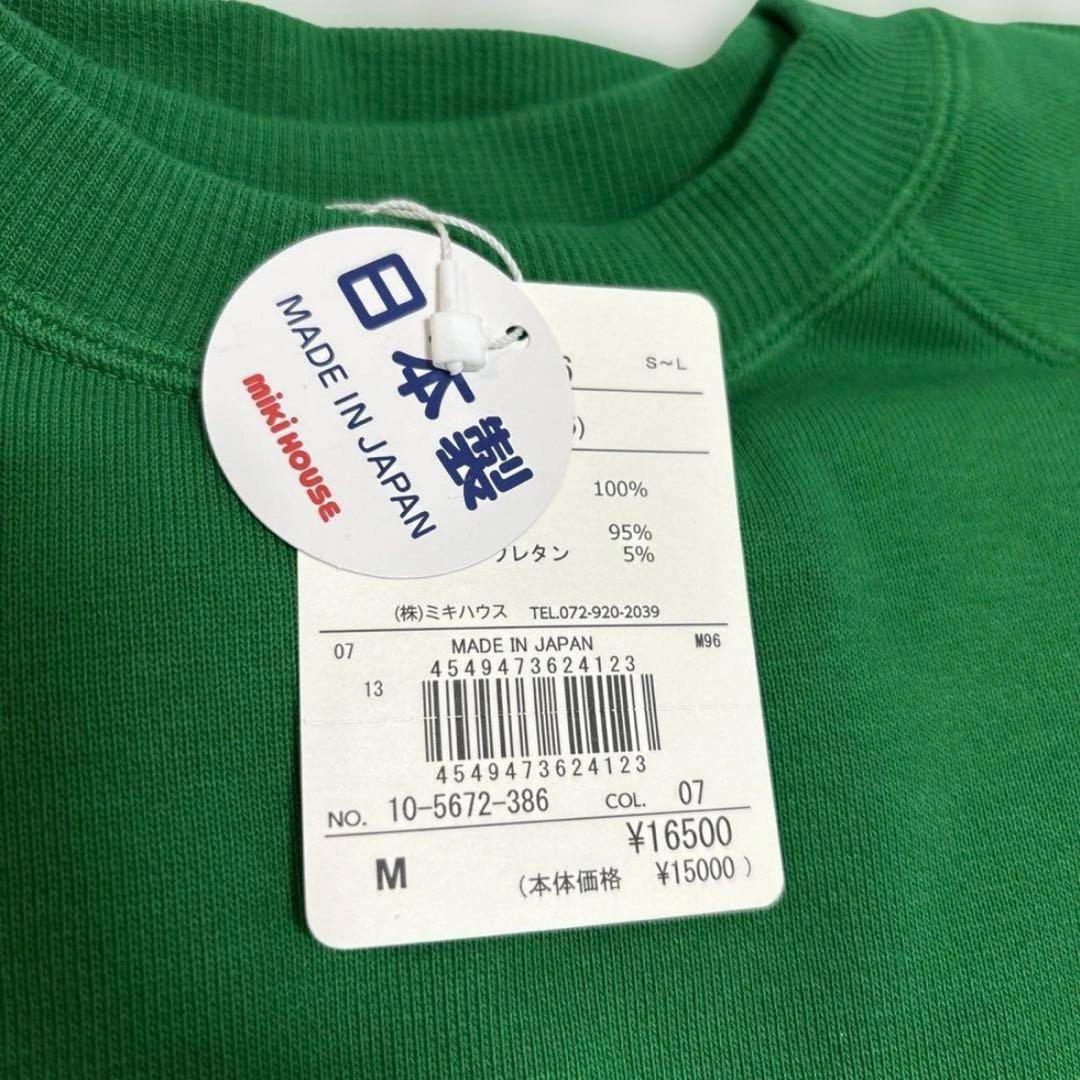 日本製
MADE IN JAPAN
mikiHOUSE
S～L
100%
95%
ウレタン 5%
(株)ミキハウス TEL.072-920-2039
07 MADE IN JAPAN M96
4549473624123
13
4549473624123
NO. 10-5672-386 COL. 07
¥16500
M (本体価格 ¥15000)